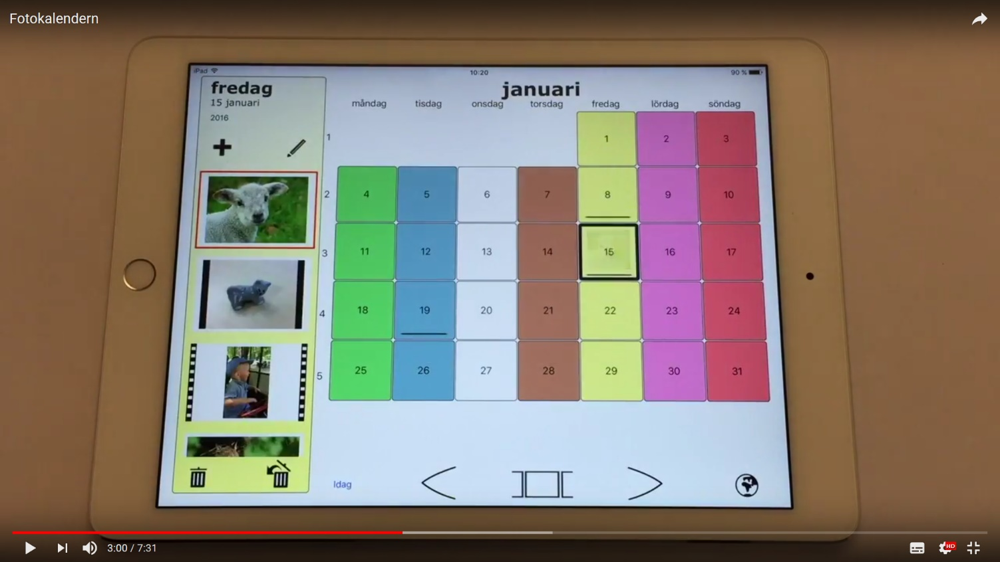 Fotokalendern
iPad 10:20 90 %
fredag
15 januari
2016
januari
måndag tisdag onsdag torsdag fredag lördag söndag
1 1 2 3
2 4 5 6 7 8 9 10
3 11 12 13 14 15 16 17
4 18 19 20 21 22 23 24
5 25 26 27 28 29 30 31
Idag
3:00 / 7:31 HD